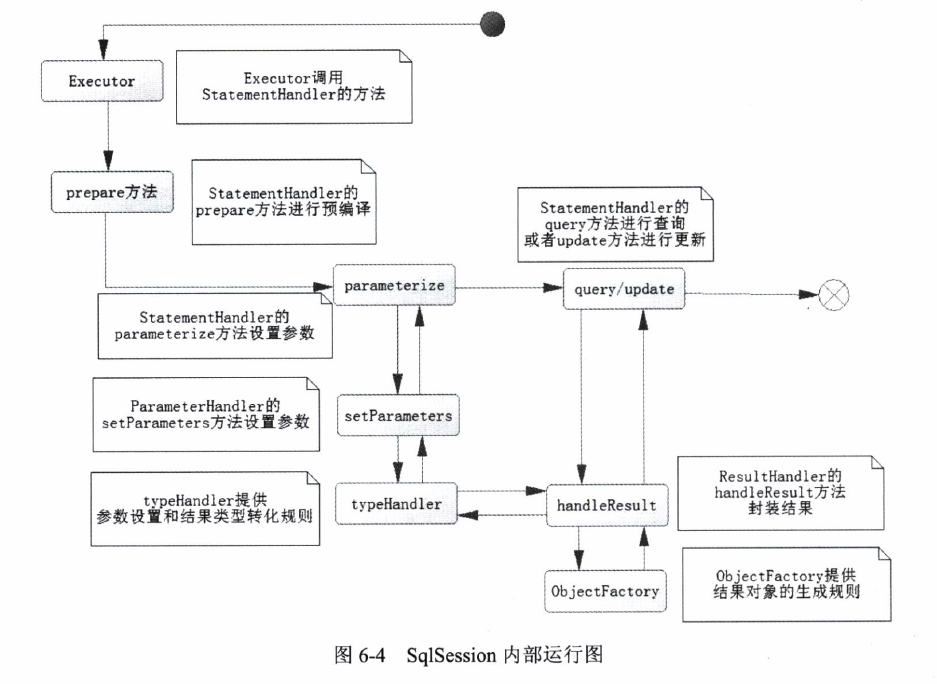 Executor
Executor调用
StatementHandler的方法
prepare方法
StatementHandler的
prepare方法进行预编译
StatementHandler的
query方法进行查询
或者update方法进行更新
parameterize
query/update
StatementHandler的
parameterize方法设置参数
ParameterHandler的
setParameters方法设置参数
setParameters
typeHandler提供
参数设置和结果类型转化规则
typeHandler
handleResult
ResultHandler的
handleResult方法
封装结果
ObjectFactory
ObjectFactory提供
结果对象的生成规则
图 6-4 SqlSession 内部运行图